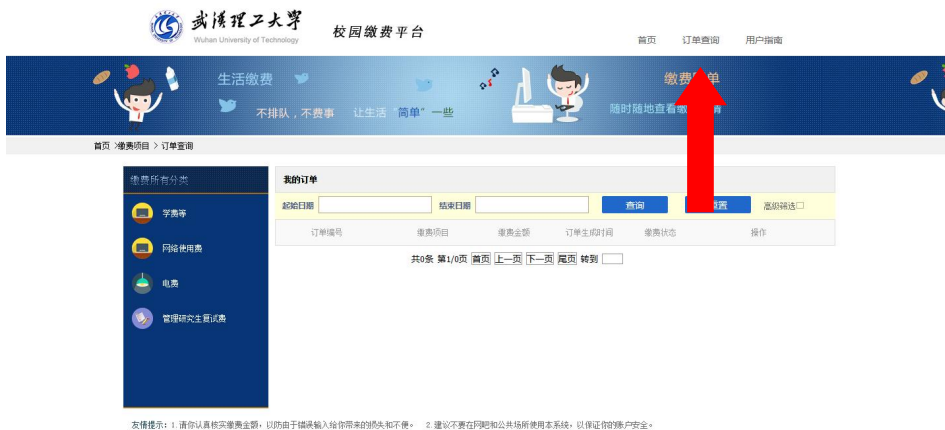 武汉理工大学
Wuhan University of Technology
校园缴费平台
首页 订单查询 用户指南
生活缴费
不排队，不费事 让生活"简单"一些
缴费 单
随时随地查看缴
首页 >缴费项目 > 订单查询
缴费所有分类
学费等
网络使用费
电费
管理研究生复试费
我的订单
起始日期 结束日期 查询 置 高级筛选
订单编号 缴费项目 缴费金额 订单生成时间 缴费状态 操作
共0条 第1/0页 首页 上一页 下一页 尾页 转到
友情提示：1.请你认真核实缴费金额，以防由于错误输入给你带来的损失和不便。 2.建议不要在网吧和公共场所使用本系统，以保证你的账户安全。